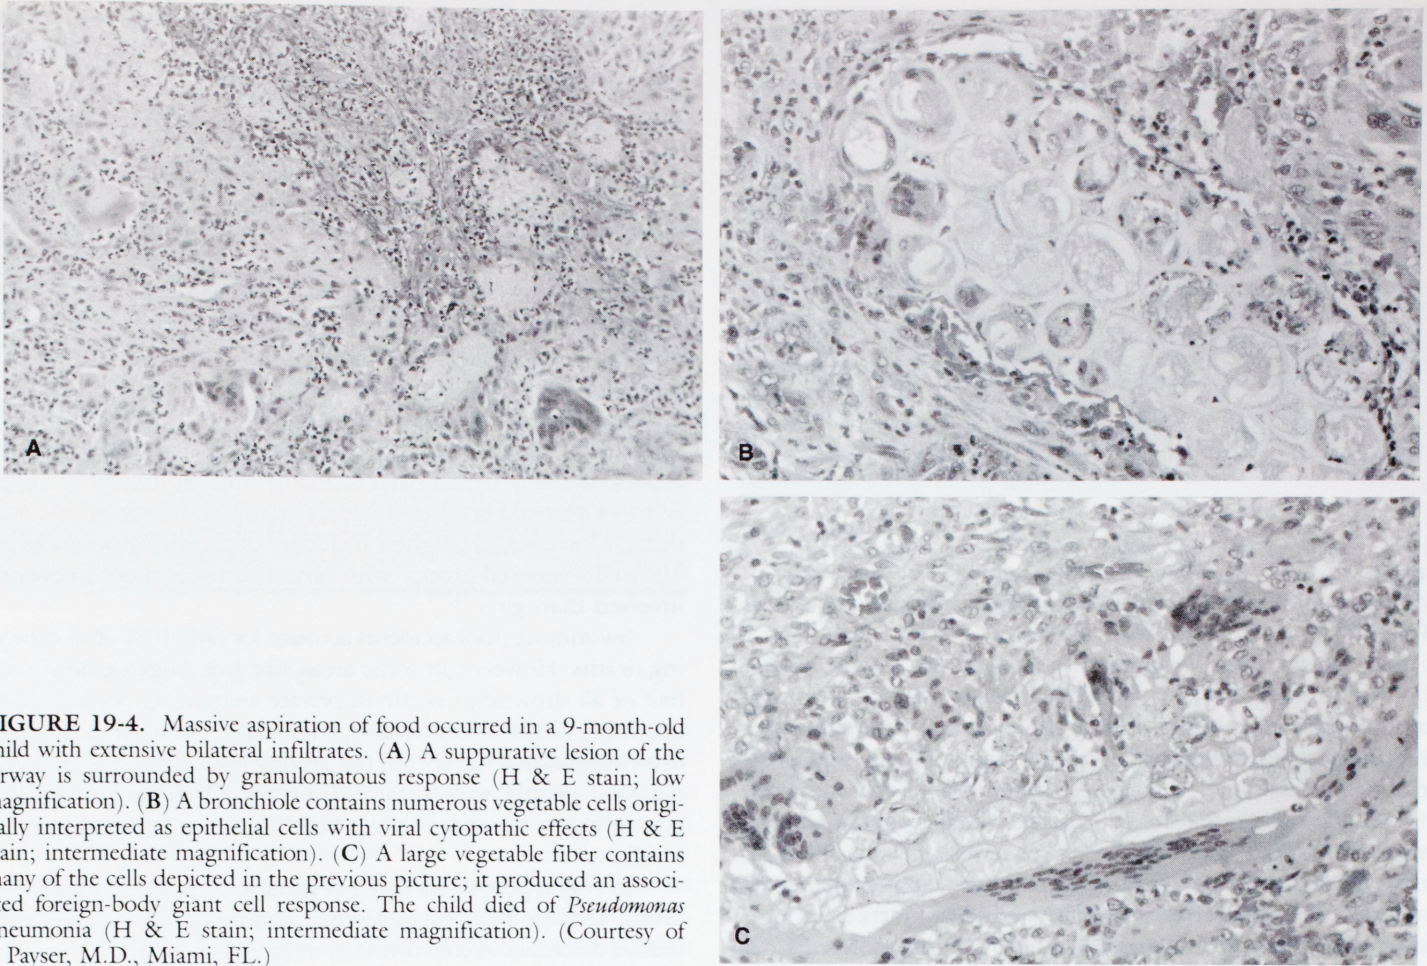 A
B
C
IGURE 19-4. Massive aspiration of food occurred in a 9-month-old
hild with extensive bilateral infiltrates. (A) A suppurative lesion of the
rway is surrounded by granulomatous response (H & E stain; low
agnification). (B) A bronchiole contains numerous vegetable cells origi-
ally interpreted as epithelial cells with viral cytopathic effects (H & E
ain; intermediate magnification). (C) A large vegetable fiber contains
any of the cells depicted in the previous picture; it produced an associ-
ed foreign-body giant cell response. The child died of Pseudomonas
neumonia (H & E stain; intermediate magnification). (Courtesy of
Payser, M.D., Miami, FL.)